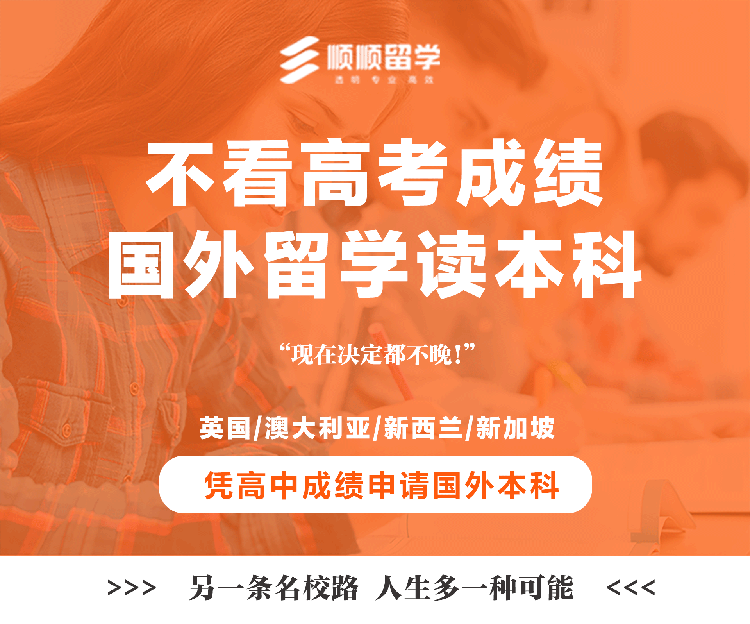 顺顺留学
透明 专业 高效
不看高考成绩
国外留学读本科
“现在决定都不晚！”
英国/澳大利亚/新西兰/新加坡
凭高中成绩申请国外本科
>>> 另一条名校路 人生多一种可能 <<<